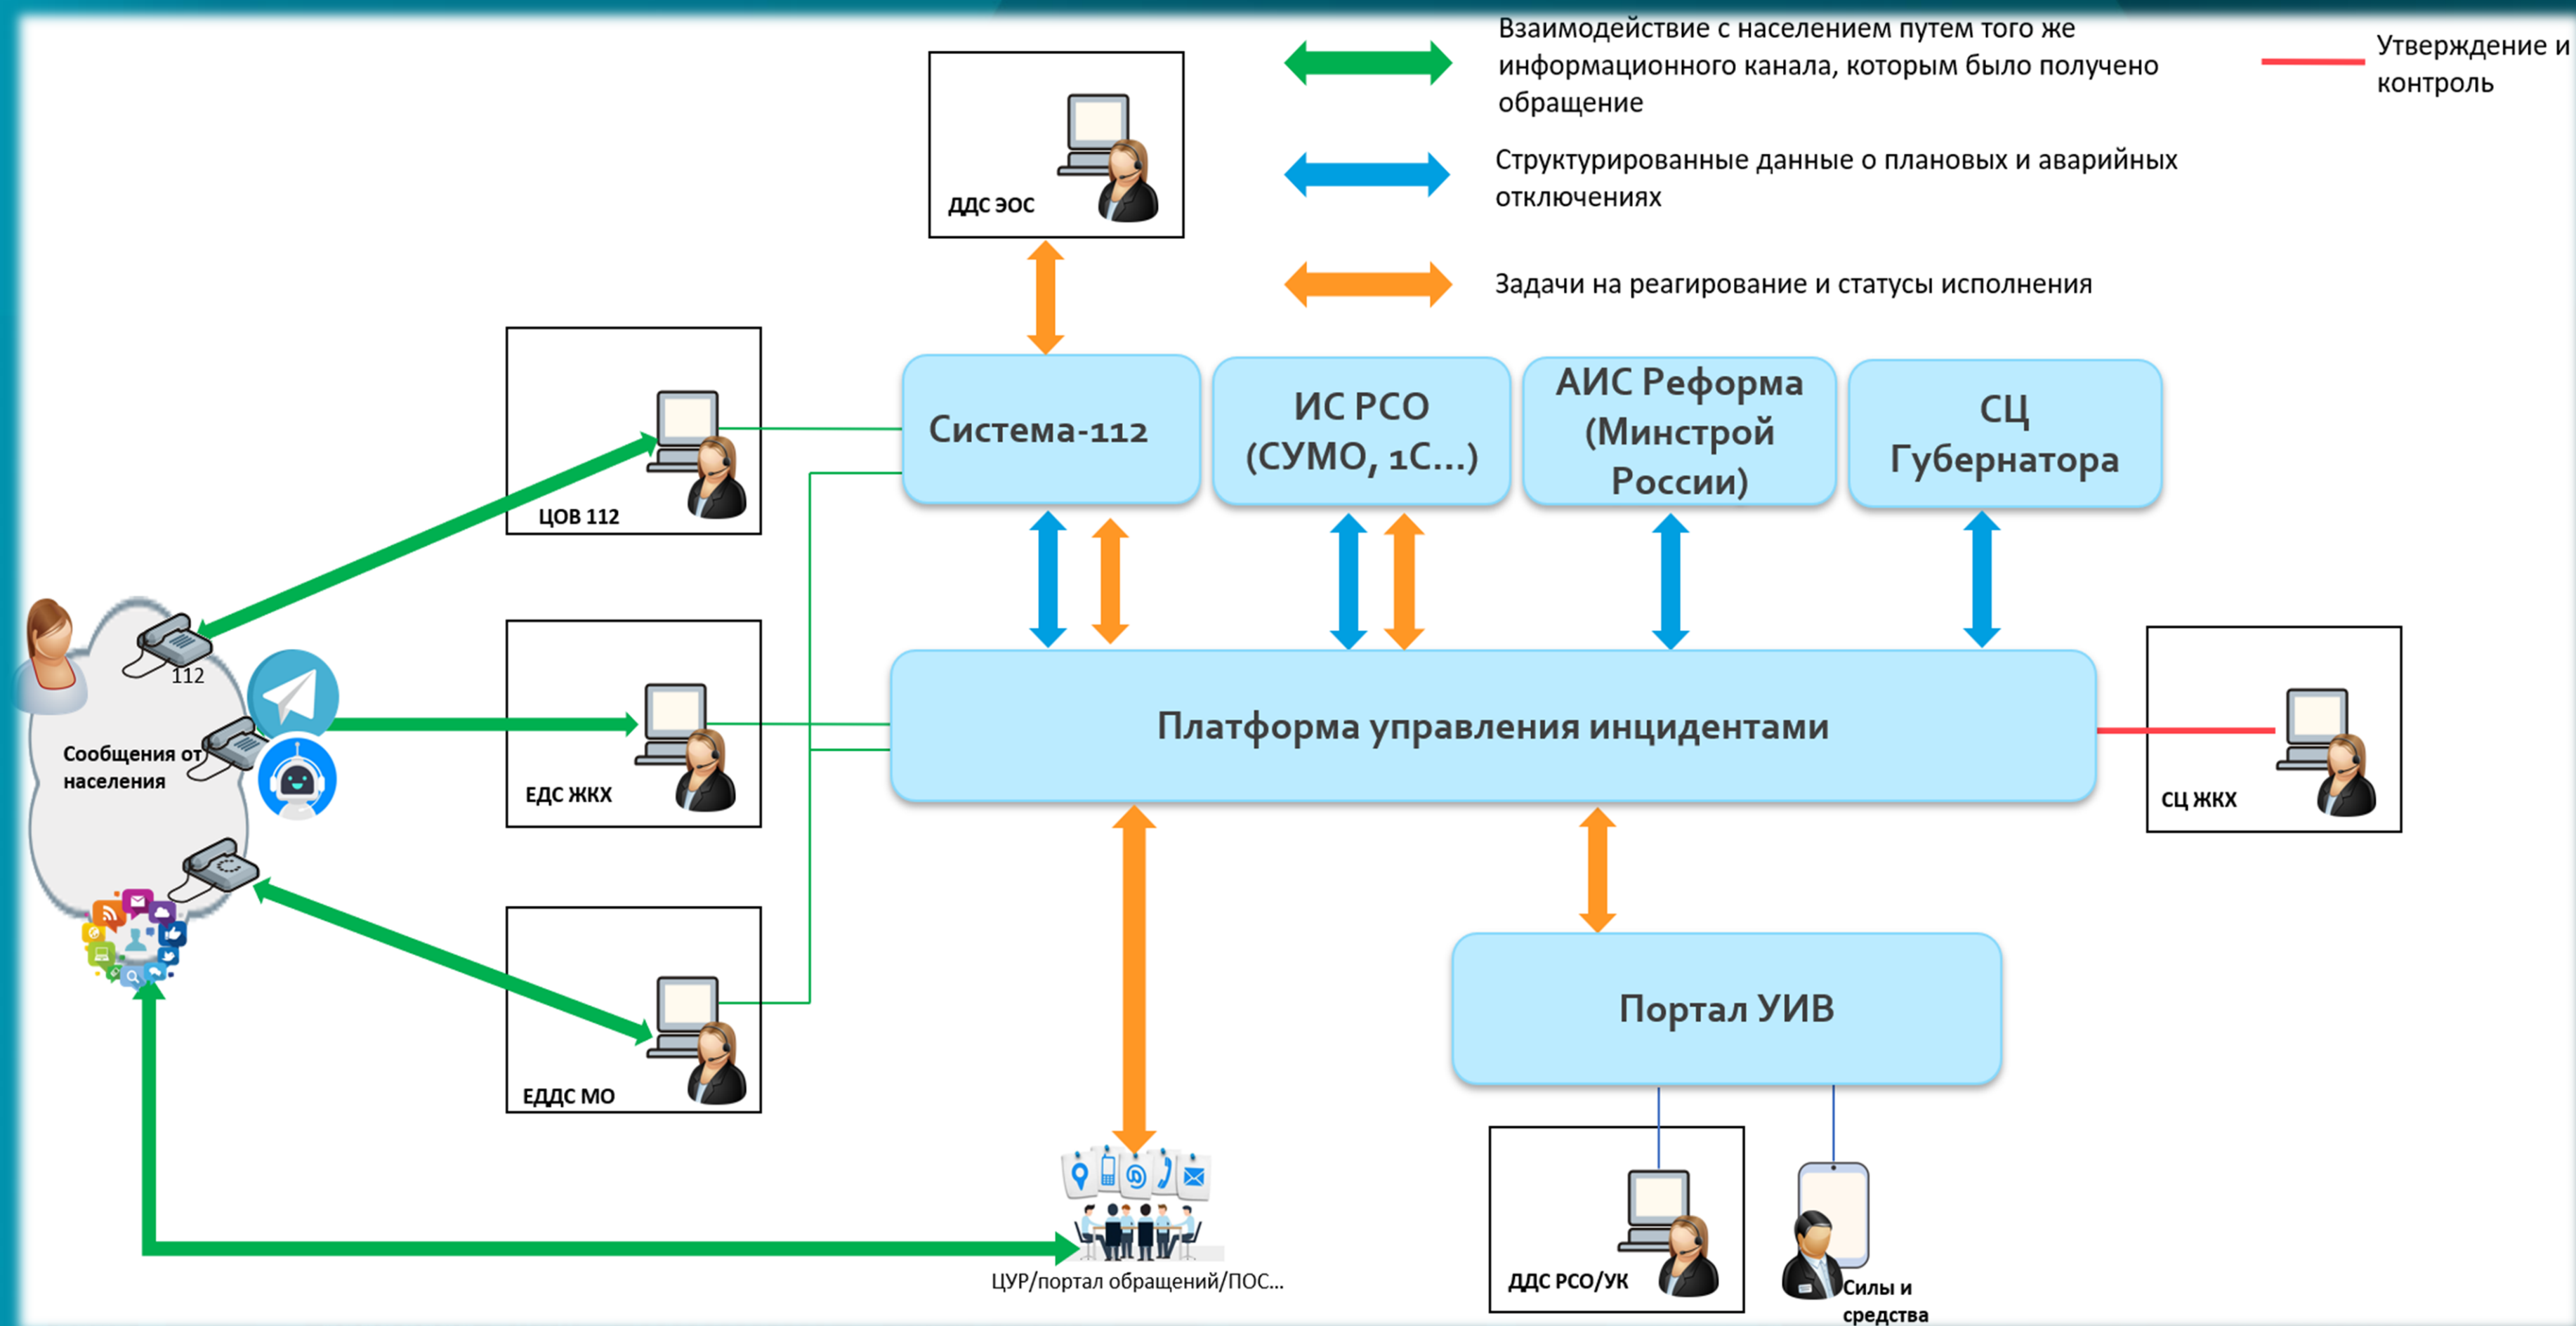 Взаимодействие с населением путем того же
информационного канала, которым было получено
обращение
Утверждение и
контроль
Структурированные данные о плановых и аварийных
отключениях
Задачи на реагирование и статусы исполнения
ДДС ЭОС
ЦОВ 112
Система-112
ИС РСО
(СУМО, 1С...)
АИС Реформа
(Минстрой
России)
СЦ
Губернатора
112
Сообщения от
населения
ЕДС ЖКХ
Платформа управления инцидентами
СЦ ЖКХ
ЕДДС МО
Портал УИВ
ЦУР/портал обращений/ПОС...
ДДС РСО/УК
Силы и
средства